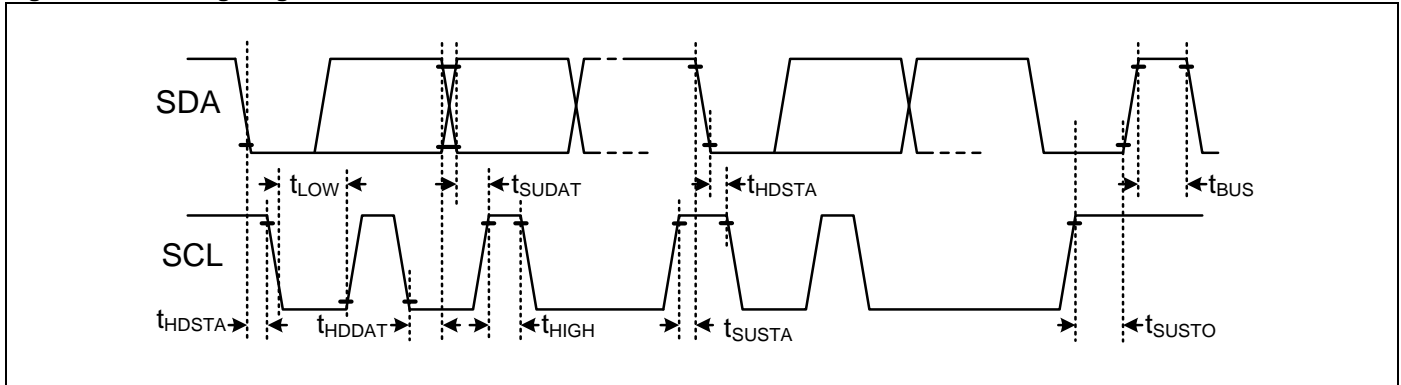 SDA
tLOW
tSUDAT
tHDSTA
tBUS
SCL
tHDSTA
tHDDAT
tHIGH
tSUSTA
tSUSTO